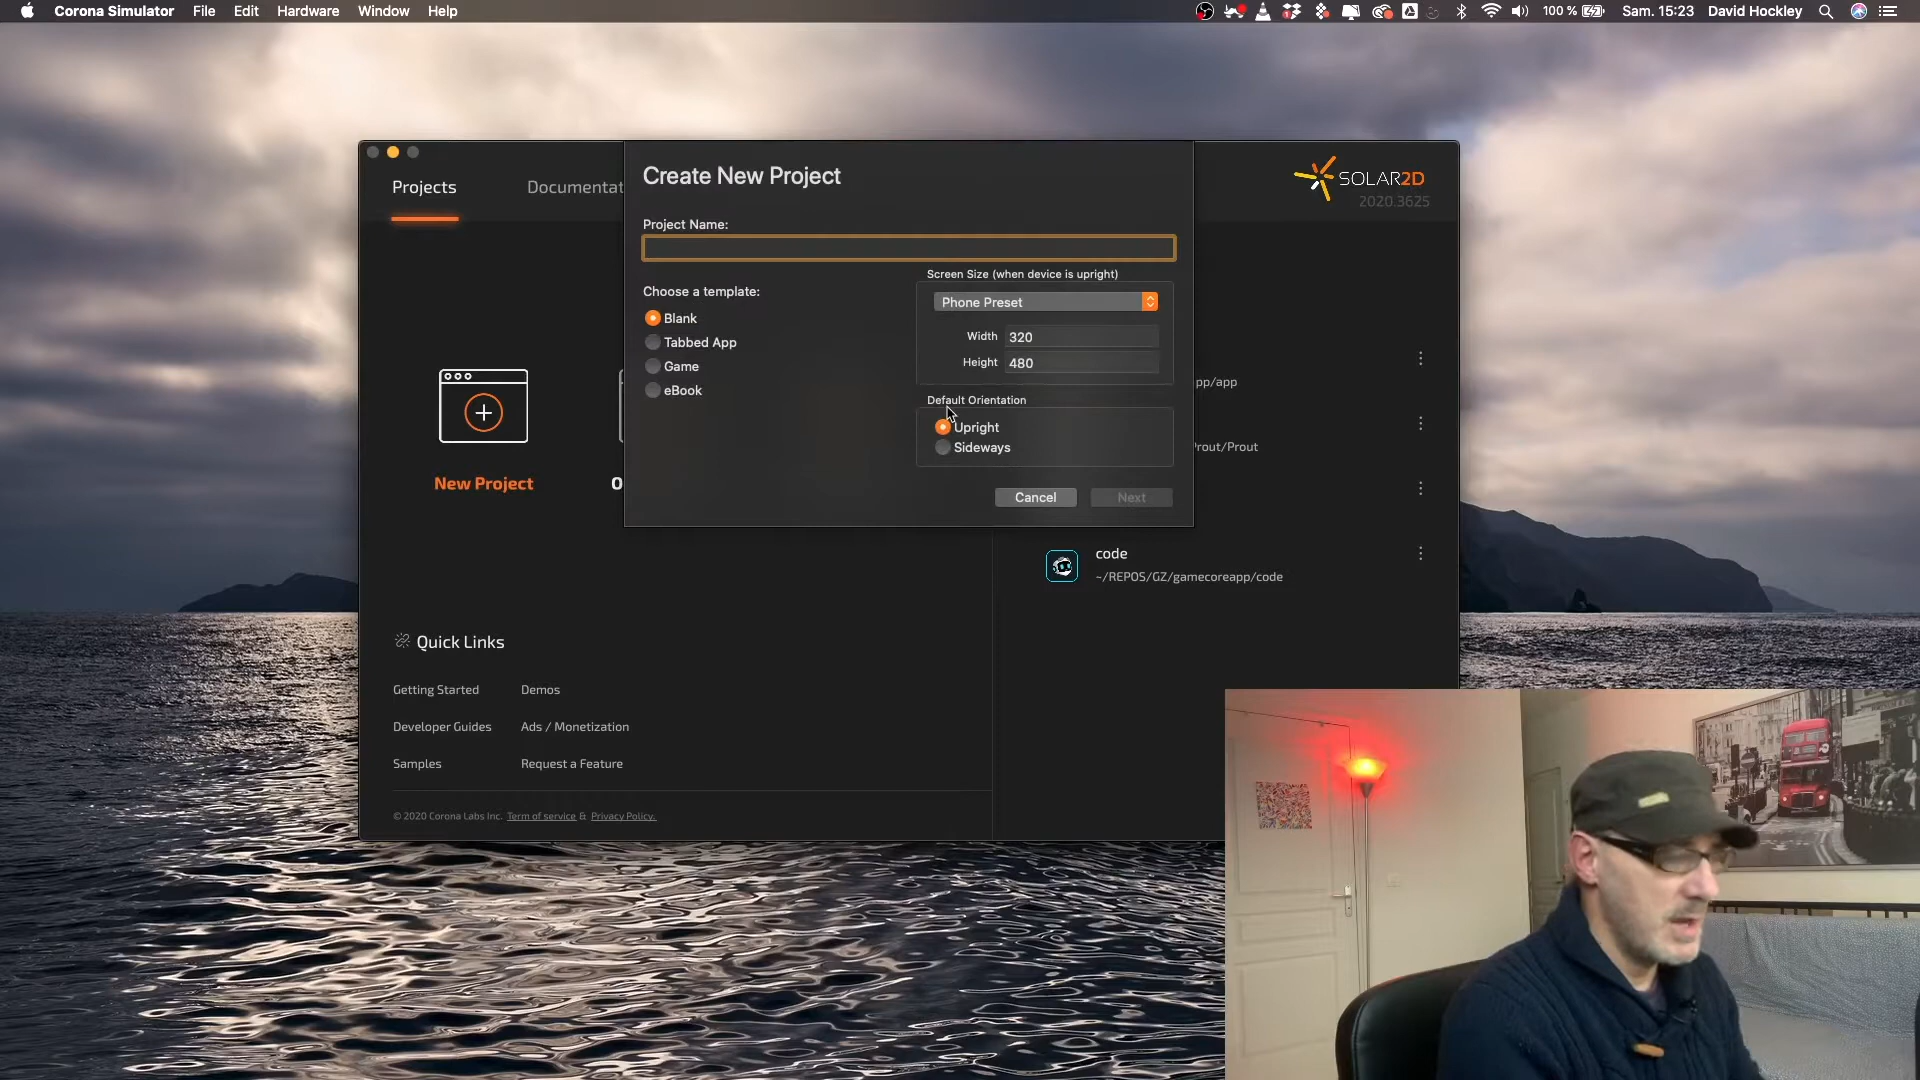 Corona Simulator File Edit Hardware Window Help 100 % Sam. 15:23 David Hockley
Projects
Documentat
SOLAR2D
2020.3625
Create New Project
Project Name:
Choose a template:
Blank
Tabbed App
Game
eBook
Screen Size (when device is upright)
Phone Preset
Width 320
Height 480
Default Orientation
Upright
Sideways
Cancel Next
New Project
O
pp/app
Prout/Prout
code
~/REPOS/GZ/gamecoreapp/code
Quick Links
Getting Started Demos
Developer Guides Ads / Monetization
Samples Request a Feature
© 2020 Corona Labs Inc. Term of service & Privacy Policy.